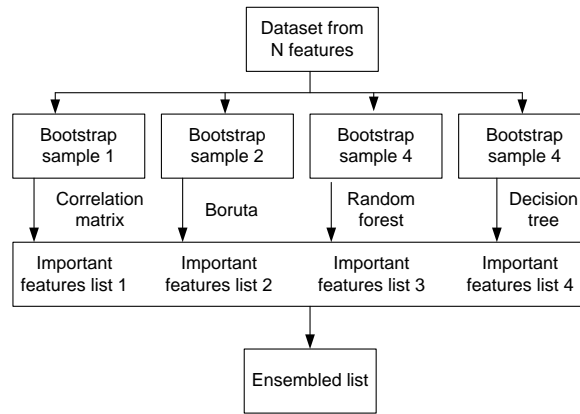 Dataset from
N features
Bootstrap
sample 1
Bootstrap
sample 2
Bootstrap
sample 4
Bootstrap
sample 4
Correlation
matrix
Boruta
Random
forest
Decision
tree
Important
features list 1
Important
features list 2
Important
features list 3
Important
features list 4
Ensembled list